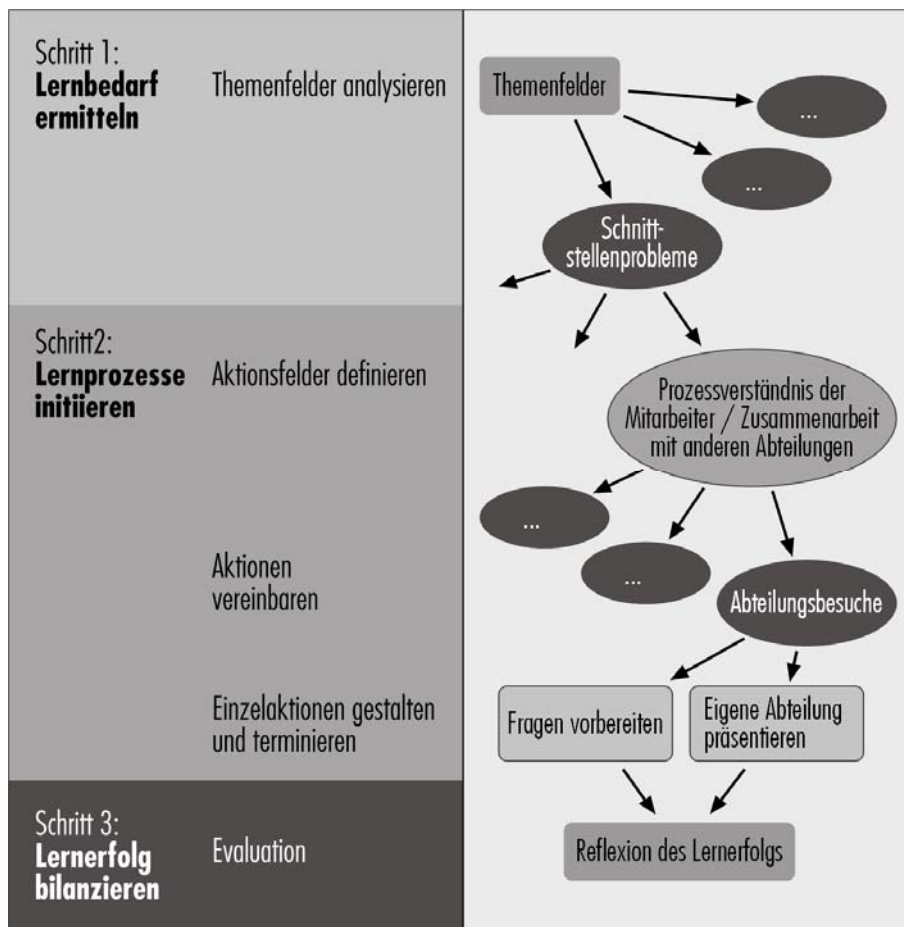 Schritt 1:
Lernbedarf
ermitteln
Themenfelder analysieren
Themenfelder
...
...
Schnitt-
stellenprobleme
Schritt2:
Lernprozesse
initiieren
Aktionsfelder definieren
Prozessverständnis der
Mitarbeiter / Zusammenarbeit
mit anderen Abteilungen
...
...
Aktionen
vereinbaren
Abteilungsbesuche
Einzelaktionen gestalten
und terminieren
Fragen vorbereiten
Eigene Abteilung
präsentieren
Schritt 3:
Lernerfolg
bilanzieren
Evaluation
Reflexion des Lernerfolgs